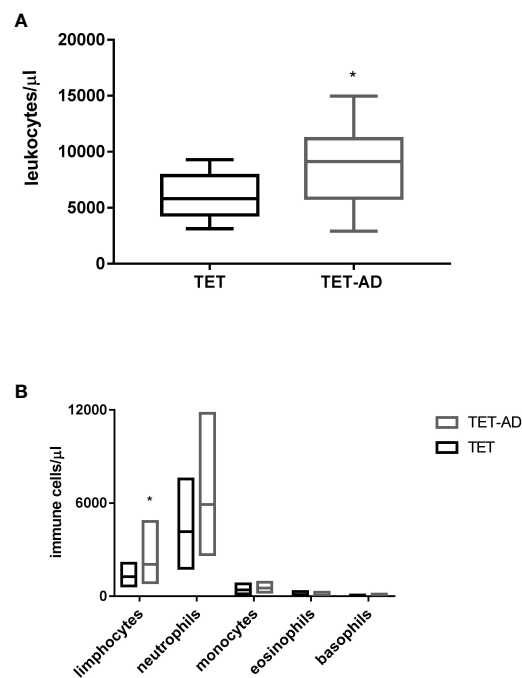 A
leukocytes/µl
20000
15000
10000
5000
0
*
TET
TET-AD
B
immune cells/µl
12000
6000
0
*
limphocytes
neutrophils
monocytes
eosinophils
basophils
TET-AD
TET